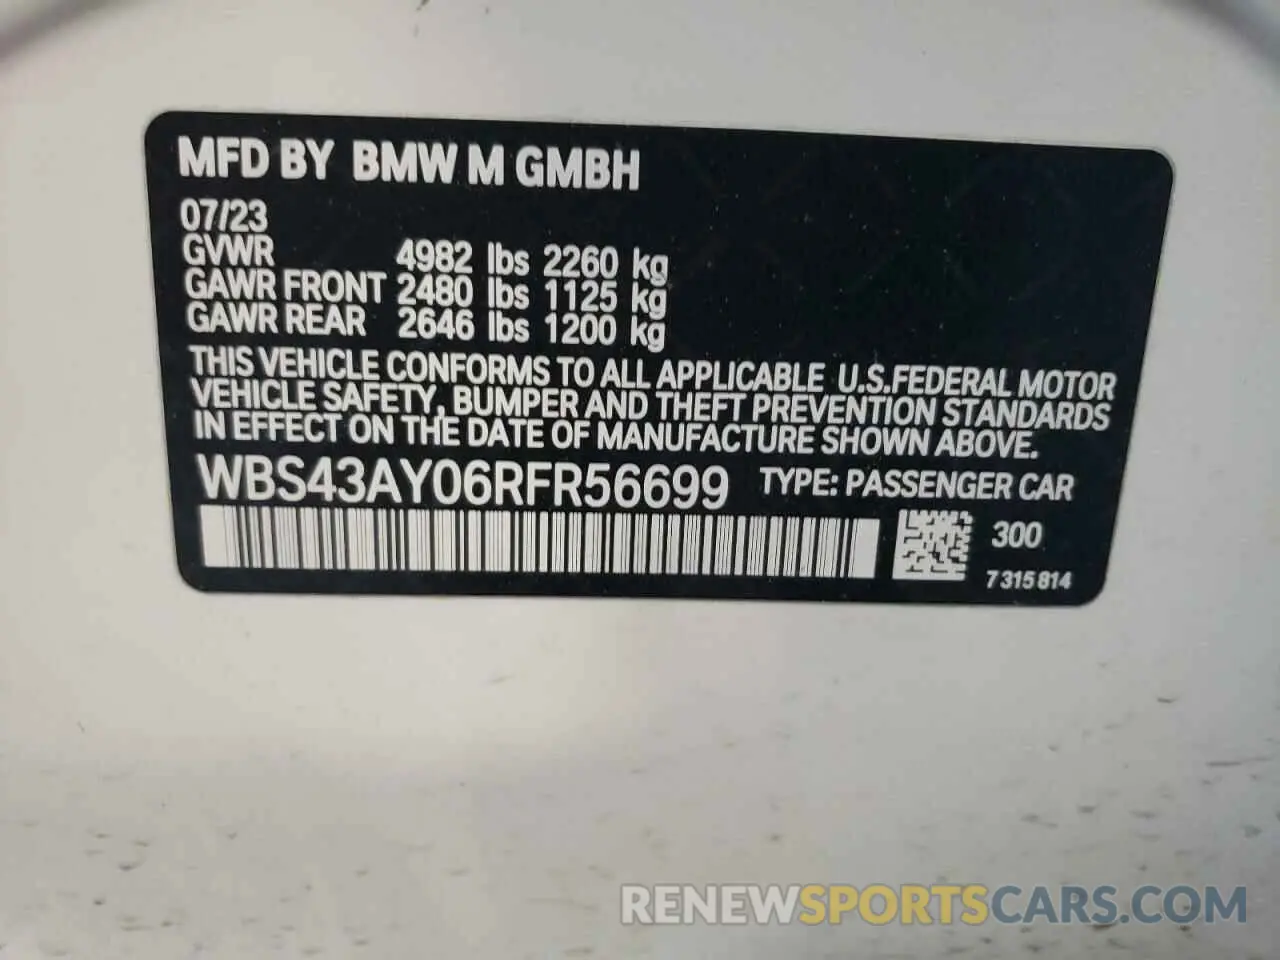 MFD BY BMW M GMBH
07/23
GVWR 4982 lbs 2260 kg
GAWR FRONT 2480 lbs 1125 kg
GAWR REAR 2646 lbs 1200 kg
THIS VEHICLE CONFORMS TO ALL APPLICABLE U.S.FEDERAL MOTOR
VEHICLE SAFETY, BUMPER AND THEFT PREVENTION STANDARDS
IN EFFECT ON THE DATE OF MANUFACTURE SHOWN ABOVE.
WBS43AY06RFR56699 TYPE: PASSENGER CAR
300
7 315 814
RENEWSPORTSCARS.COM